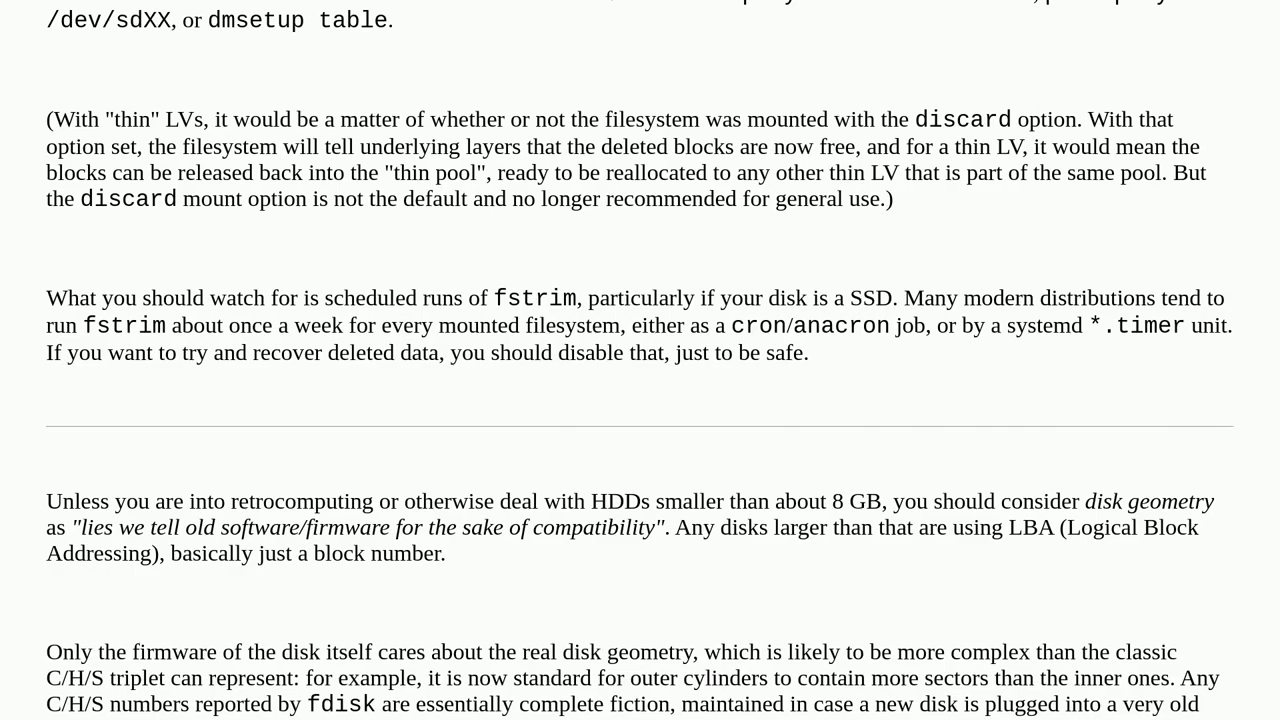 /dev/sdXX, or dmsetup table.
(With "thin" LVs, it would be a matter of whether or not the filesystem was mounted with the discard option. With that
option set, the filesystem will tell underlying layers that the deleted blocks are now free, and for a thin LV, it would mean the
blocks can be released back into the "thin pool", ready to be reallocated to any other thin LV that is part of the same pool. But
the discard mount option is not the default and no longer recommended for general use.)
What you should watch for is scheduled runs of fstrim, particularly if your disk is a SSD. Many modern distributions tend to
run fstrim about once a week for every mounted filesystem, either as a cron/anacron job, or by a systemd *.timer unit.
If you want to try and recover deleted data, you should disable that, just to be safe.
Unless you are into retrocomputing or otherwise deal with HDDs smaller than about 8 GB, you should consider disk geometry
as "lies we tell old software/firmware for the sake of compatibility". Any disks larger than that are using LBA (Logical Block
Addressing), basically just a block number.
Only the firmware of the disk itself cares about the real disk geometry, which is likely to be more complex than the classic
C/H/S triplet can represent: for example, it is now standard for outer cylinders to contain more sectors than the inner ones. Any
C/H/S numbers reported by fdisk are essentially complete fiction, maintained in case a new disk is plugged into a very old